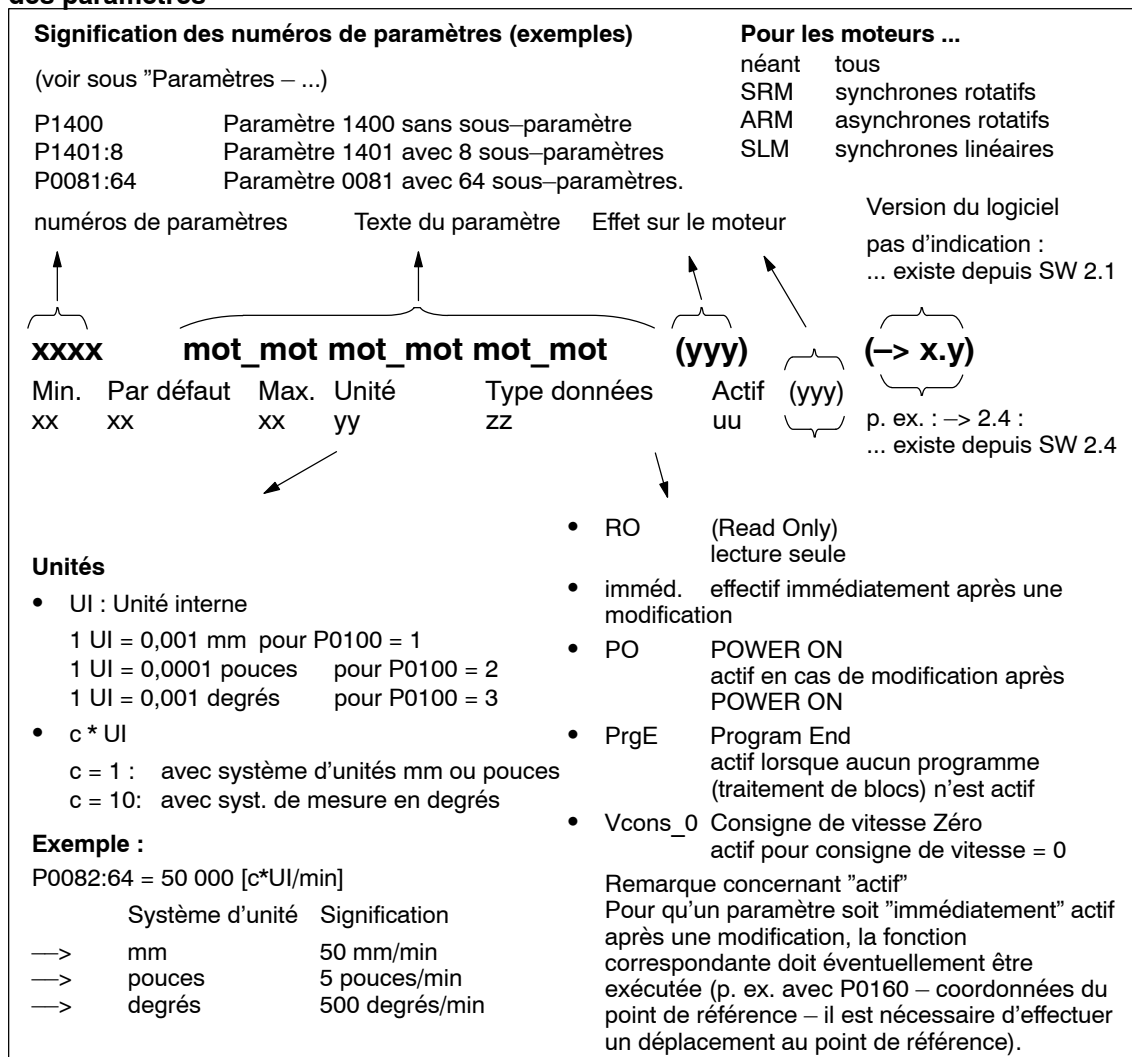 des paramètres
Signification des numéros de paramètres (exemples)
(voir sous ”Paramètres – ...)
P1400 Paramètre 1400 sans sous–paramètre
P1401:8 Paramètre 1401 avec 8 sous–paramètres
P0081:64 Paramètre 0081 avec 64 sous–paramètres.
Pour les moteurs ...
néant tous
SRM synchrones rotatifs
ARM asynchrones rotatifs
SLM synchrones linéaires
numéros de paramètres Texte du paramètre Effet sur le moteur
Version du logiciel
pas d’indication :
... existe depuis SW 2.1
xxxx mot_mot mot_mot mot_mot (yyy) (–> x.y)
Min. Par défaut Max. Unité Type données Actif (yyy)
xx xx xx yy zz uu
p. ex. : –> 2.4 :
... existe depuis SW 2.4
Unités
• UI : Unité interne
1 UI = 0,001 mm pour P0100 = 1
1 UI = 0,0001 pouces pour P0100 = 2
1 UI = 0,001 degrés pour P0100 = 3
• c * UI
c = 1 : avec système d’unités mm ou pouces
c = 10: avec syst. de mesure en degrés
Exemple :
P0082:64 = 50 000 [c*UI/min]
Système d’unité Signification
––> mm 50 mm/min
––> pouces 5 pouces/min
––> degrés 500 degrés/min
• RO (Read Only)
lecture seule
• imméd. effectif immédiatement après une
modification
• PO POWER ON
actif en cas de modification après
POWER ON
• PrgE Program End
actif lorsque aucun programme
(traitement de blocs) n’est actif
• Vcons_0 Consigne de vitesse Zéro
actif pour consigne de vitesse = 0
Remarque concernant ”actif”
Pour qu’un paramètre soit ”immédiatement” actif
après une modification, la fonction
correspondante doit éventuellement être
exécutée (p. ex. avec P0160 – coordonnées du
point de référence – il est nécessaire d’effectuer
un déplacement au point de référence).